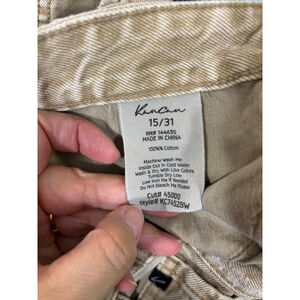 KanCan
15/31
RN# 144635
MADE IN CHINA
100% Cotton
Machine Wash Me
Inside Out In Cold Water
Wash & Dry With Like Colors
Tumble Dry Low
Low Iron Me If Needed
Do Not Bleach Me Please
Cut# 45000
Style# KC7452BW